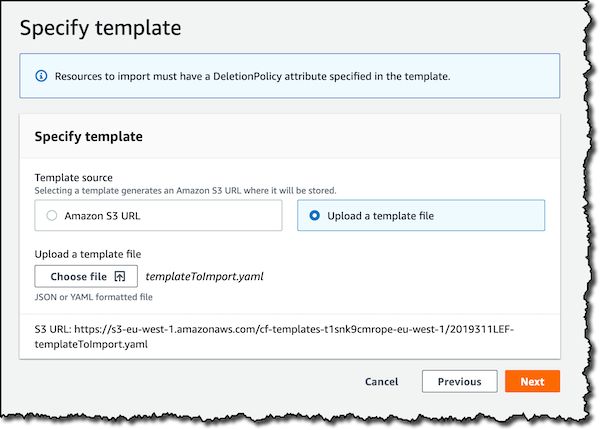 Specify template
Resources to import must have a DeletionPolicy attribute specified in the template.
Specify template
Template source
Selecting a template generates an Amazon S3 URL where it will be stored.
Amazon S3 URL
Upload a template file
Upload a template file
Choose file
templateToImport.yaml
JSON or YAML formatted file
S3 URL: https://s3-eu-west-1.amazonaws.com/cf-templates-t1snk9cmrope-eu-west-1/2019311LEF-
templateToImport.yaml
Cancel
Previous
Next